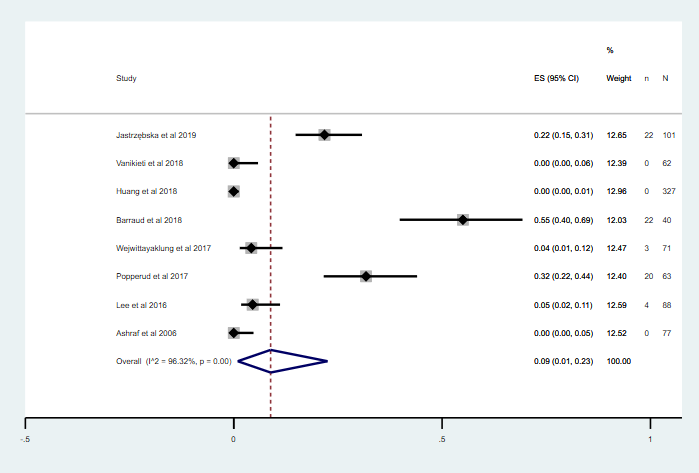 %
Study ES (95% CI) Weight n N
Jastrzębska et al 2019 0.22 (0.15, 0.31) 12.65 22 101
Vanikieti et al 2018 0.00 (0.00, 0.06) 12.39 0 62
Huang et al 2018 0.00 (0.00, 0.01) 12.96 0 327
Barraud et al 2018 0.55 (0.40, 0.69) 12.03 22 40
Wejwittayaklung et al 2017 0.04 (0.01, 0.12) 12.47 3 71
Popperud et al 2017 0.32 (0.22, 0.44) 12.40 20 63
Lee et al 2016 0.05 (0.02, 0.11) 12.59 4 88
Ashraf et al 2006 0.00 (0.00, 0.05) 12.52 0 77
Overall (I^2 = 96.32%, p = 0.00) 0.09 (0.01, 0.23) 100.00
-.5 0 .5 1